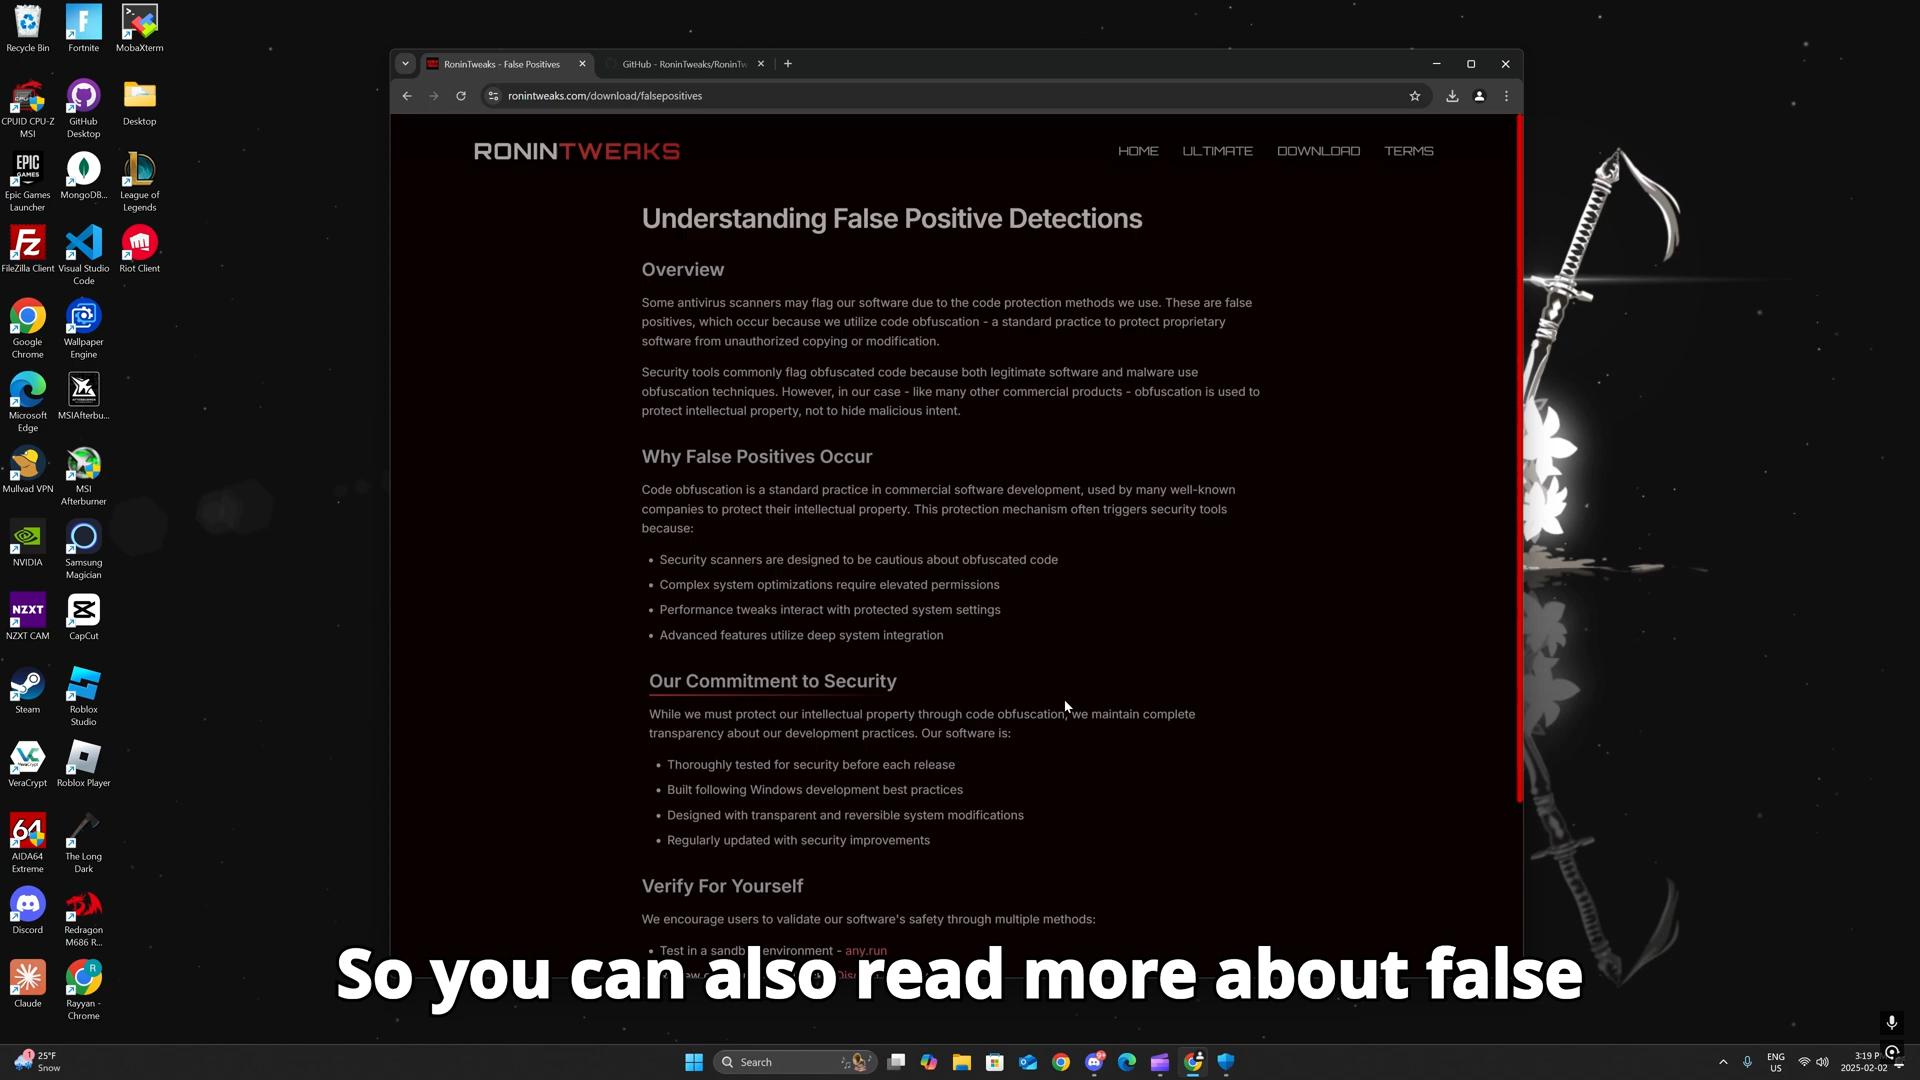 Recycle Bin
Fortnite
MobaXterm
CPUID CPU-Z
MSI
GitHub
Desktop
Desktop
EPIC
GAMES
Epic Games
Launcher
MongoDB...
League of
Legends
FileZilla Client
Visual Studio
Code
Riot Client
Google
Chrome
Wallpaper
Engine
Microsoft
Edge
MSIAfterbu...
Mullvad VPN
MSI
Afterburner
NVIDIA
Samsung
Magician
NZXT
NZXT CAM
CapCut
Steam
Roblox
Studio
VeraCrypt
Roblox Player
64
AIDA64
Extreme
The Long
Dark
Discord
Redragon
M686 R...
Claude
Rayyan -
Chrome
RoninTweaks - False Positives
GitHub - RoninTweaks/RoninTw
ronintweaks.com/download/falsepositives
RONINTWEAKS
HOME
ULTIMATE
DOWNLOAD
TERMS
Understanding False Positive Detections
Overview
Some antivirus scanners may flag our software due to the code protection methods we use. These are false
positives, which occur because we utilize code obfuscation - a standard practice to protect proprietary
software from unauthorized copying or modification.
Security tools commonly flag obfuscated code because both legitimate software and malware use
obfuscation techniques. However, in our case - like many other commercial products - obfuscation is used to
protect intellectual property, not to hide malicious intent.
Why False Positives Occur
Code obfuscation is a standard practice in commercial software development, used by many well-known
companies to protect their intellectual property. This protection mechanism often triggers security tools
because:
• Security scanners are designed to be cautious about obfuscated code
• Complex system optimizations require elevated permissions
• Performance tweaks interact with protected system settings
• Advanced features utilize deep system integration
Our Commitment to Security
While we must protect our intellectual property through code obfuscation, we maintain complete
transparency about our development practices. Our software is:
• Thoroughly tested for security before each release
• Built following Windows development best practices
• Designed with transparent and reversible system modifications
• Regularly updated with security improvements
Verify For Yourself
We encourage users to validate our software's safety through multiple methods:
• Test in a sandb environment - any.run
So you can also read more about false
25°F
Snow
Search
ENG
US
3:19 P
2025-02-02